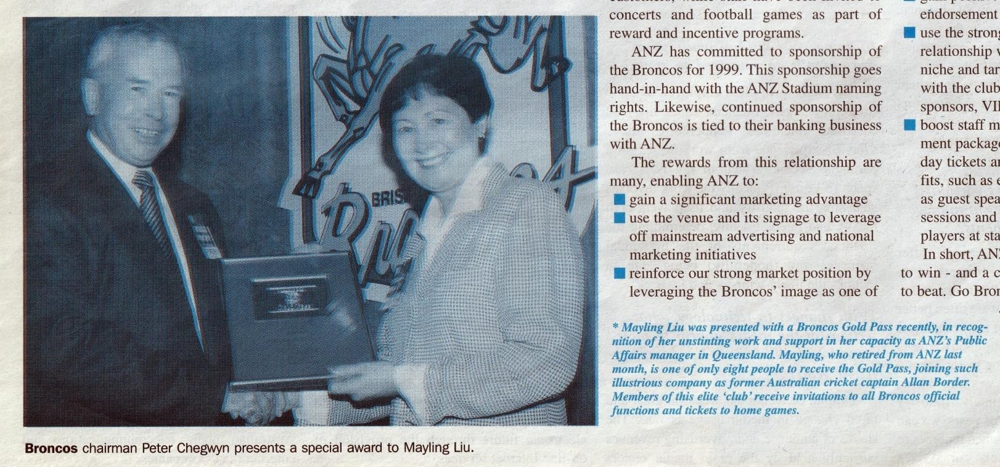 BRIS
customers, while staff have been invited to
concerts and football games as part of
reward and incentive programs.
ANZ has committed to sponsorship of
the Broncos for 1999. This sponsorship goes
hand-in-hand with the ANZ Stadium naming
rights. Likewise, continued sponsorship of
the Broncos is tied to their banking business
with ANZ.
The rewards from this relationship are
many, enabling ANZ to:
■ gain a significant marketing advantage
■ use the venue and its signage to leverage
off mainstream advertising and national
marketing initiatives
■ reinforce our strong market position by
leveraging the Broncos' image as one of
endorsement
■ use the strong
relationship
niche and tar
with the club
sponsors, VI
■ boost staff m
ment package
day tickets a
fits, such as e
as guest spea
sessions and
players at sta
In short, AN
to win - and a c
to beat. Go Bron
* Mayling Liu was presented with a Broncos Gold Pass recently, in recog-
nition of her unstinting work and support in her capacity as ANZ's Public
Affairs manager in Queensland. Mayling, who retired from ANZ last
month, is one of only eight people to receive the Gold Pass, joining such
illustrious company as former Australian cricket captain Allan Border.
Members of this elite 'club' receive invitations to all Broncos official
functions and tickets to home games.
Broncos chairman Peter Chegwyn presents a special award to Mayling Liu.